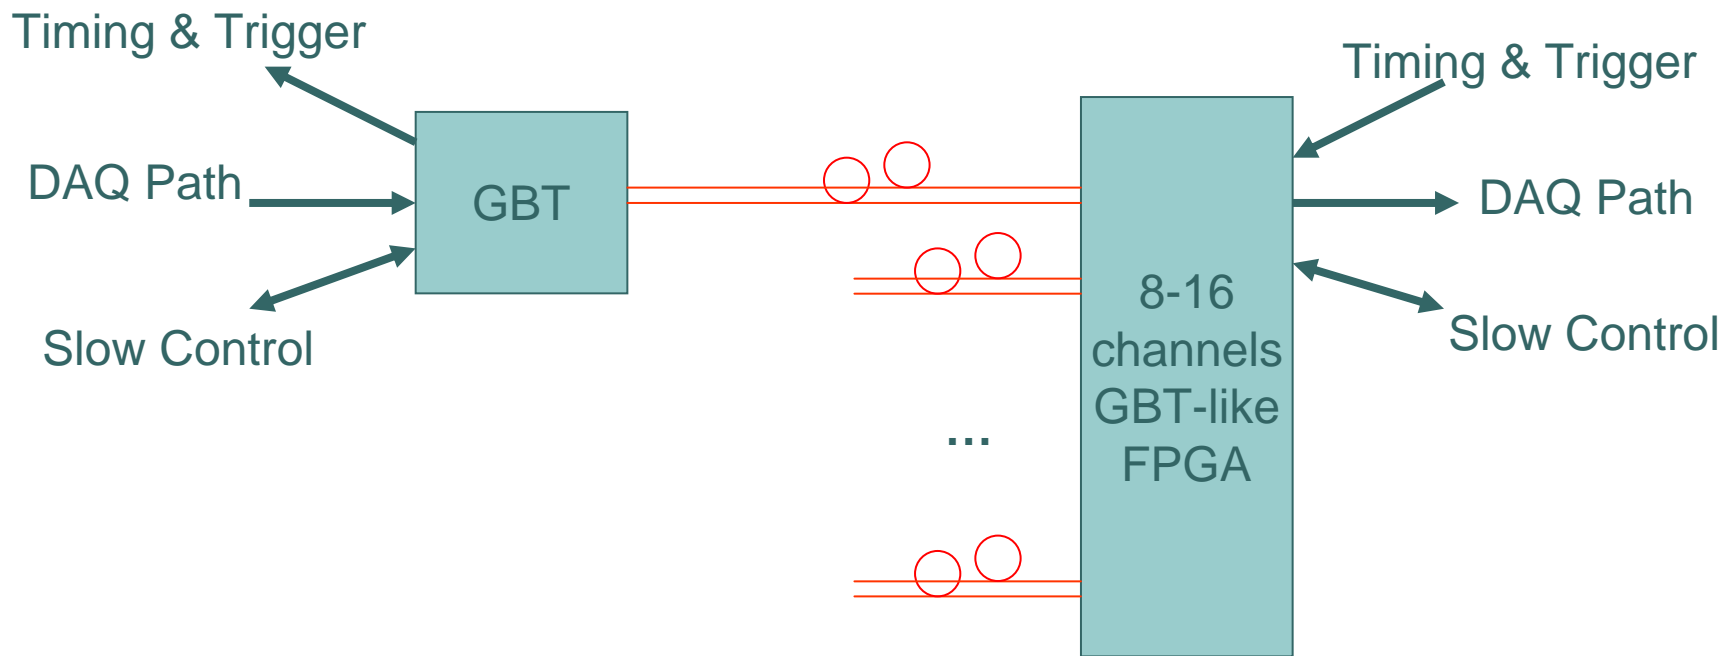 Timing & Trigger
DAQ Path
Slow Control
GBT
...
8-16
channels
GBT-like
FPGA
Timing & Trigger
DAQ Path
Slow Control